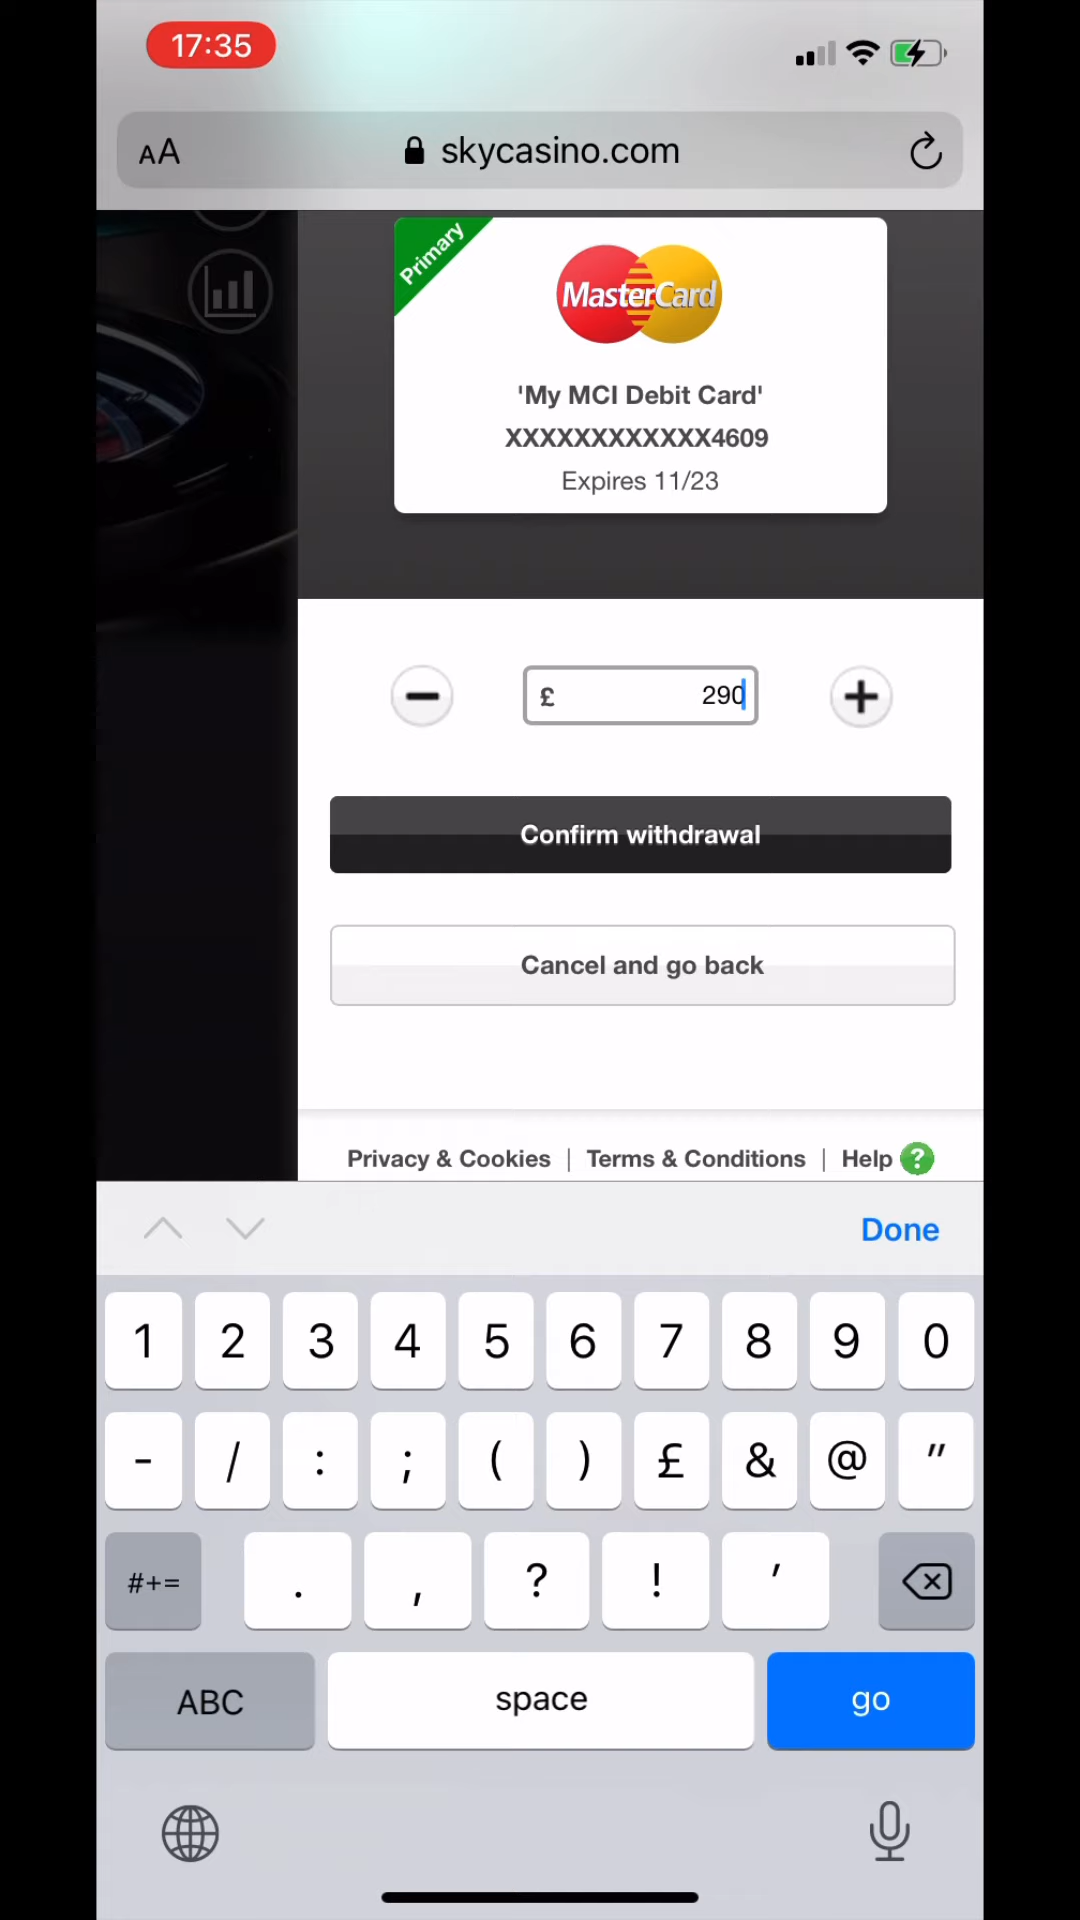 17:35
AA skycasino.com
Primary
MasterCard
'My MCI Debit Card'
XXXXXXXXXXXX4609
Expires 11/23
£ 290
Confirm withdrawal
Cancel and go back
Privacy & Cookies | Terms & Conditions | Help ?
Done
1 2 3 4 5 6 7 8 9 0
- / : ; ( ) £ & @ "
#+= . , ? ! '
ABC space go